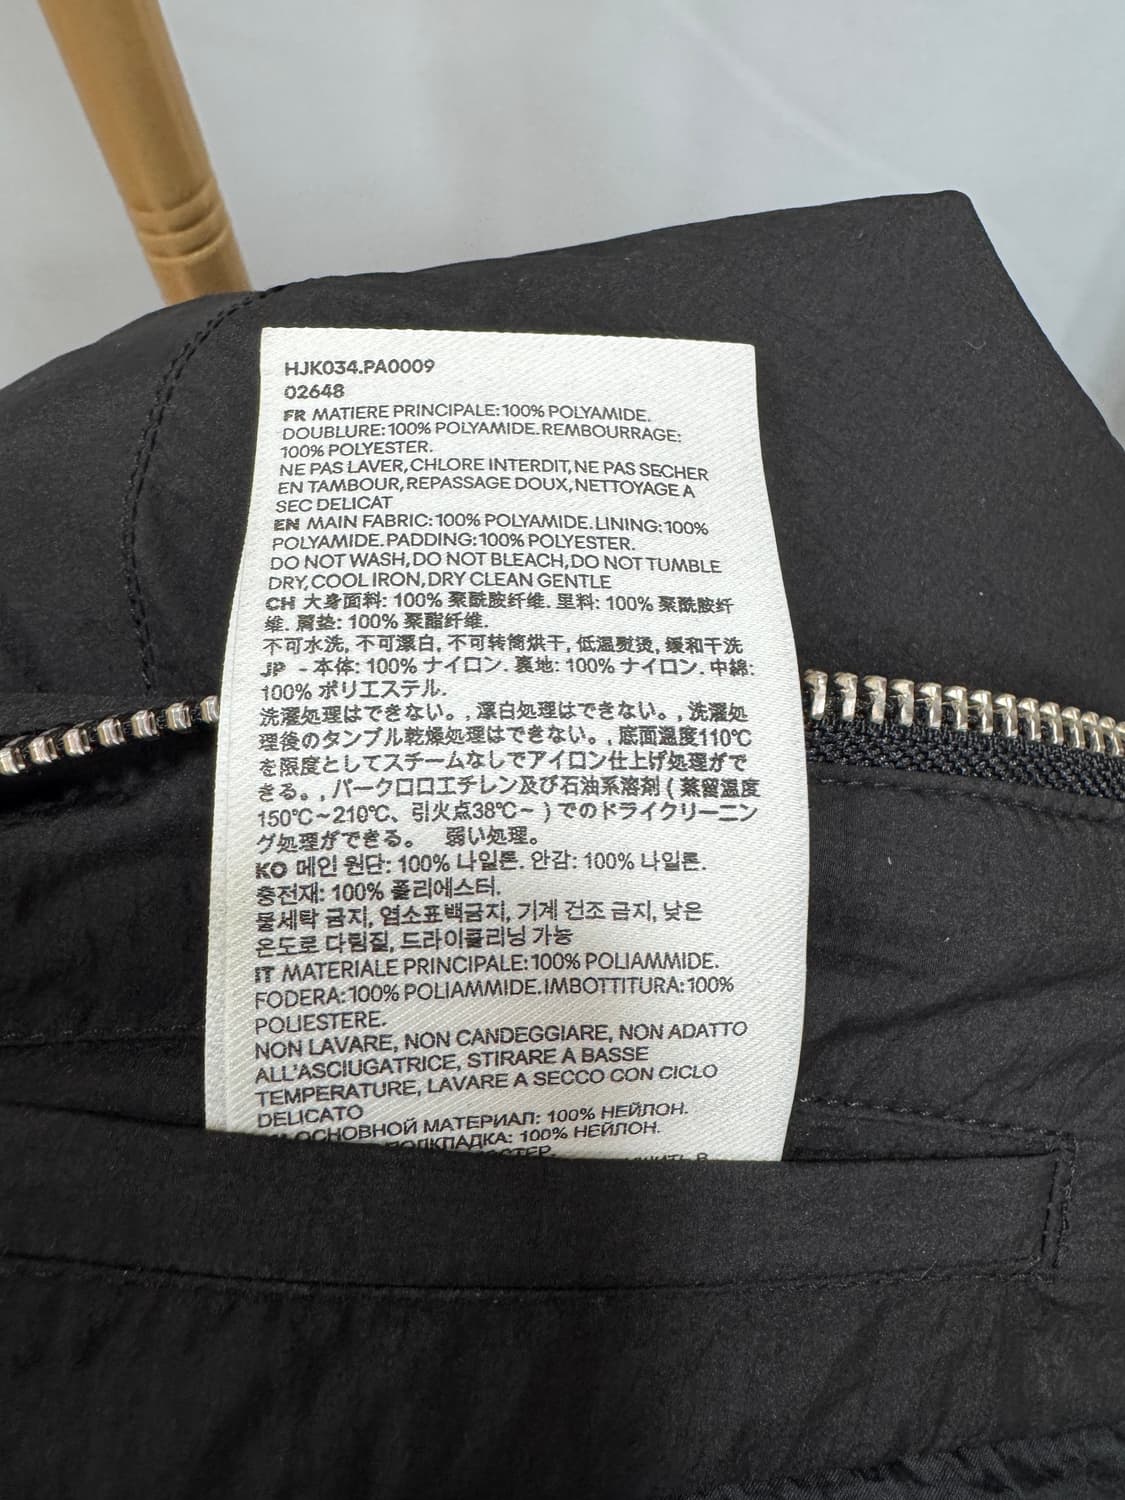 HJK034.PA0009
02648
FR MATIERE PRINCIPALE: 100% POLYAMIDE.
DOUBLURE: 100% POLYAMIDE. REMBOURRAGE:
100% POLYESTER.
NE PAS LAVER, CHLORE INTERDIT, NE PAS SECHER
EN TAMBOUR, REPASSAGE DOUX, NETTOYAGE A
SEC DELICAT
EN MAIN FABRIC: 100% POLYAMIDE. LINING: 100%
POLYAMIDE. PADDING: 100% POLYESTER.
DO NOT WASH, DO NOT BLEACH, DO NOT TUMBLE
DRY, COOL IRON, DRY CLEAN GENTLE
CH 大身面料: 100% 聚酰胺纤维. 里料: 100% 聚酰胺纤
维. 肩垫: 100% 聚酯纤维.
不可水洗, 不可漂白, 不可转筒烘干, 低温熨烫, 缓和干洗
JP - 本体: 100% ナイロン. 裏地: 100% ナイロン. 中綿:
100% ポリエステル.
洗濯処理はできない。, 漂白処理はできない。, 洗濯処
理後のタンブル乾燥処理はできない。, 底面温度110℃
を限度としてスチームなしでアイロン仕上げ処理がで
きる。, パークロロエチレン及び石油系溶剤 ( 蒸留温度
150℃~210℃、引火点38℃~ ) でのドライクリーニン
グ処理ができる。 弱い処理。
KO 메인 원단: 100% 나일론. 안감: 100% 나일론.
충전재: 100% 폴리에스터.
물세탁 금지, 염소표백금지, 기계 건조 금지, 낮은
온도로 다림질, 드라이클리닝 가능
IT MATERIALE PRINCIPALE: 100% POLIAMMIDE.
FODERA: 100% POLIAMMIDE. IMBOTTITURA: 100%
POLIESTERE.
NON LAVARE, NON CANDEGGIARE, NON ADATTO
ALL'ASCIUGATRICE, STIRARE A BASSE
TEMPERATURE, LAVARE A SECCO CON CICLO
DELICATO
ОСНОВНОЙ МАТЕРИАЛ: 100% НЕЙЛОН.
ПОДКЛАДКА: 100% НЕЙЛОН.